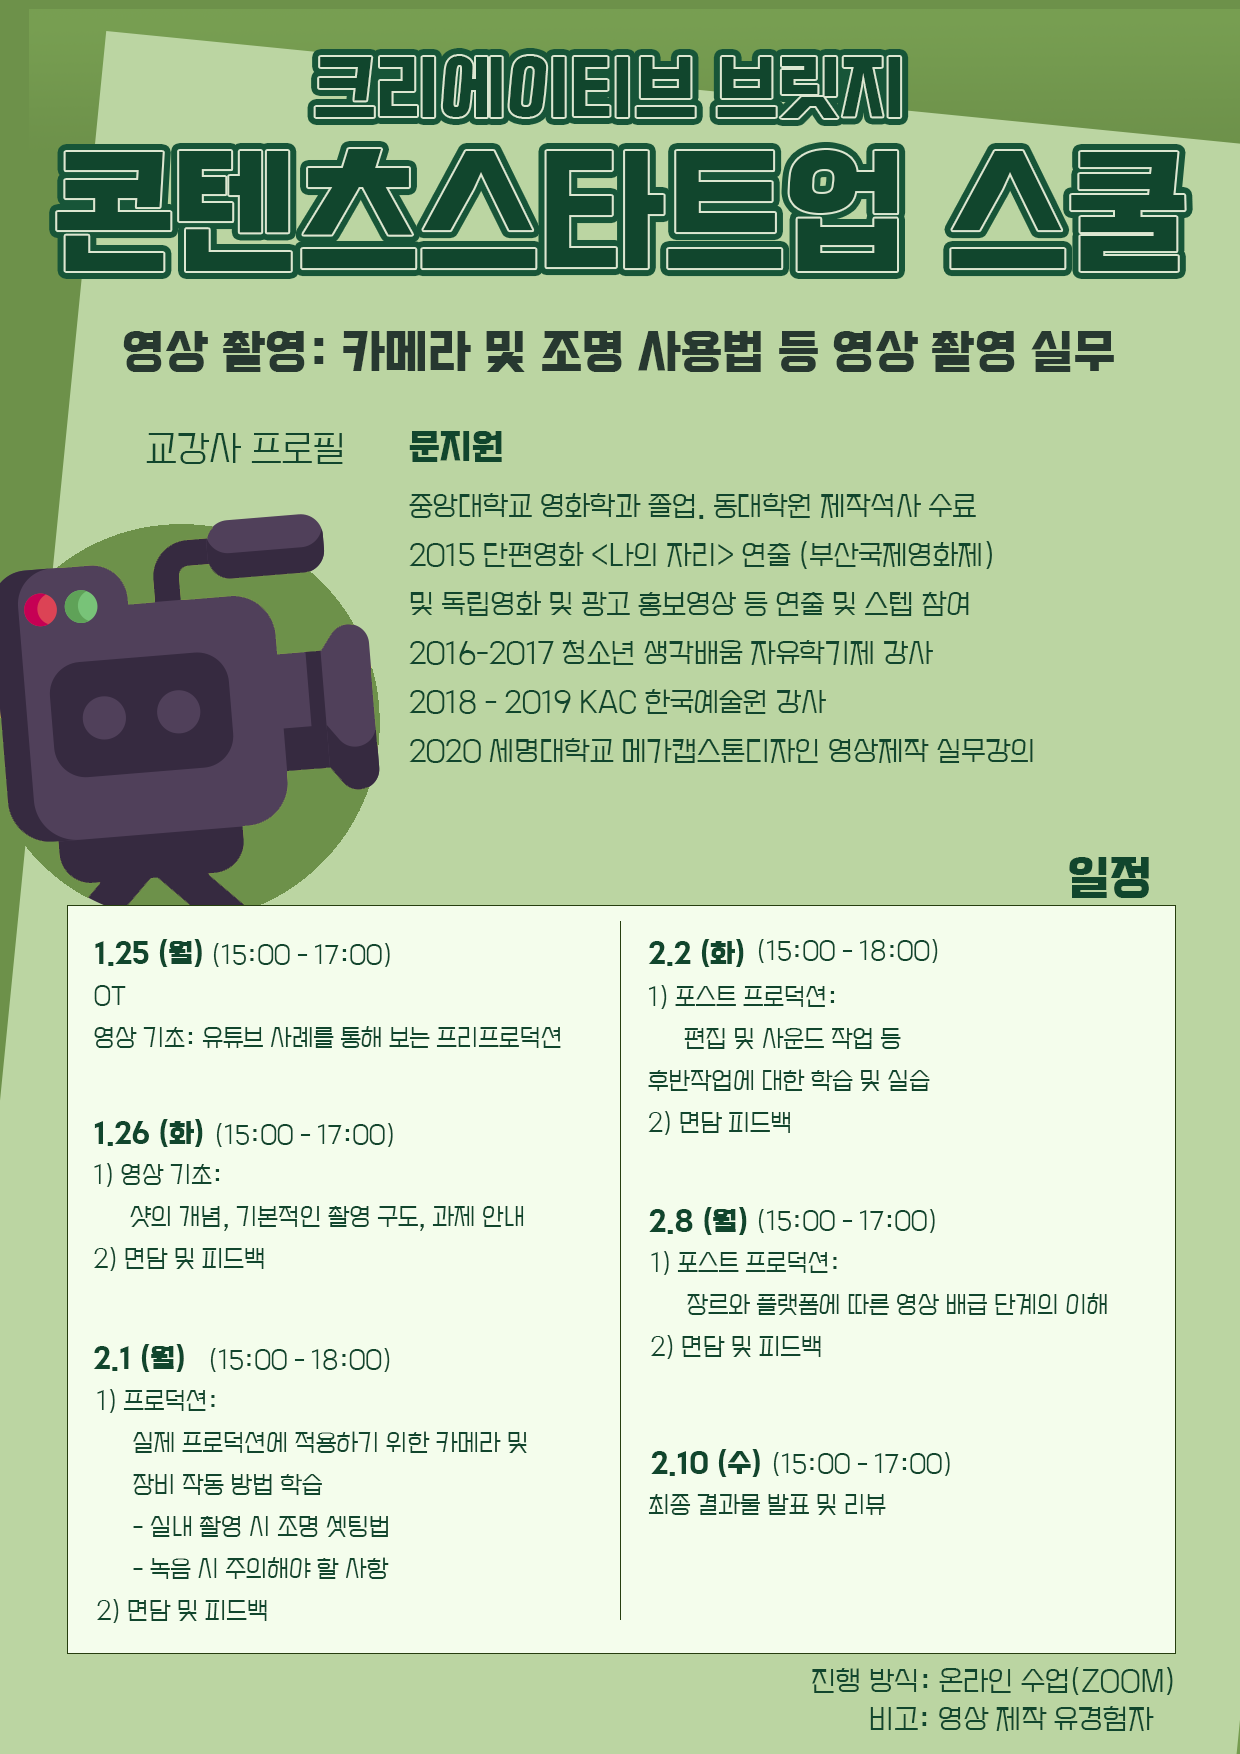 크리에이티브 브릿지
콘텐츠스타트업 스쿨
영상 촬영: 카메라 및 조명 사용법 등 영상 촬영 실무
교강사 프로필
문지원
중앙대학교 영화학과 졸업. 동대학원 제작석사 수료
2015 단편영화 <나의 자리> 연출 (부산국제영화제)
및 독립영화 및 광고 홍보영상 등 연출 및 스텝 참여
2016-2017 청소년 생각배움 자유학기제 강사
2018 - 2019 KAC 한국예술원 강사
2020 세명대학교 메가캡스톤디자인 영상제작 실무강의
일정
1.25 (월) (15:00 - 17:00)
OT
영상 기초: 유튜브 사례를 통해 보는 프리프로덕션
1.26 (화) (15:00 - 17:00)
1) 영상 기초:
샷의 개념, 기본적인 촬영 구도, 과제 안내
2) 면담 및 피드백
2.1 (월) (15:00 - 18:00)
1) 프로덕션:
실제 프로덕션에 적용하기 위한 카메라 및
장비 작동 방법 학습
- 실내 촬영 시 조명 셋팅법
- 녹음 시 주의해야 할 사항
2) 면담 및 피드백
2.2 (화) (15:00 - 18:00)
1) 포스트 프로덕션:
편집 및 사운드 작업 등
후반작업에 대한 학습 및 실습
2) 면담 피드백
2.8 (월) (15:00 - 17:00)
1) 포스트 프로덕션:
장르와 플랫폼에 따른 영상 배급 단계의 이해
2) 면담 및 피드백
2.10 (수) (15:00 - 17:00)
최종 결과물 발표 및 리뷰
진행 방식: 온라인 수업(ZOOM)
비고: 영상 제작 유경험자